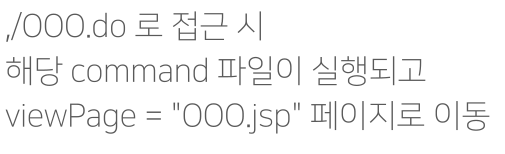 ,/OOO.do 로 접근 시
해당 command 파일이 실행되고
viewPage = "OOO.jsp" 페이지로 이동